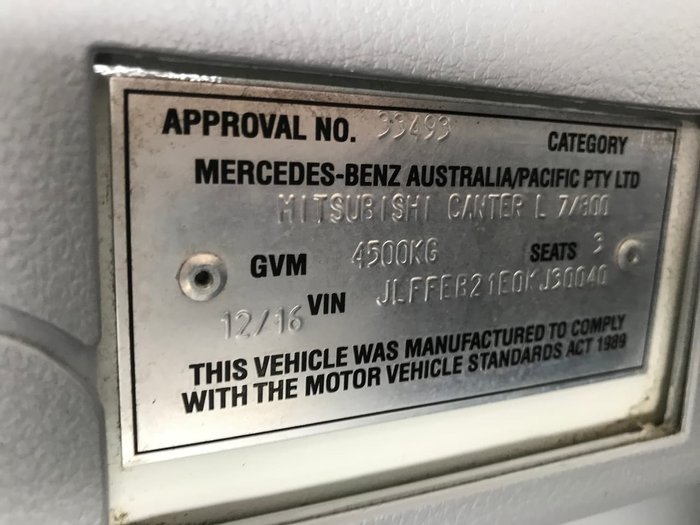 APPROVAL NO. 33493 CATEGORY
MERCEDES-BENZ AUSTRALIA/PACIFIC PTY LTD
MITSUBISHI CANTER L 7/800
GVM 4500KG SEATS 3
12/16 VIN JLFFEB21E0KJ30040
THIS VEHICLE WAS MANUFACTURED TO COMPLY
WITH THE MOTOR VEHICLE STANDARDS ACT 1989